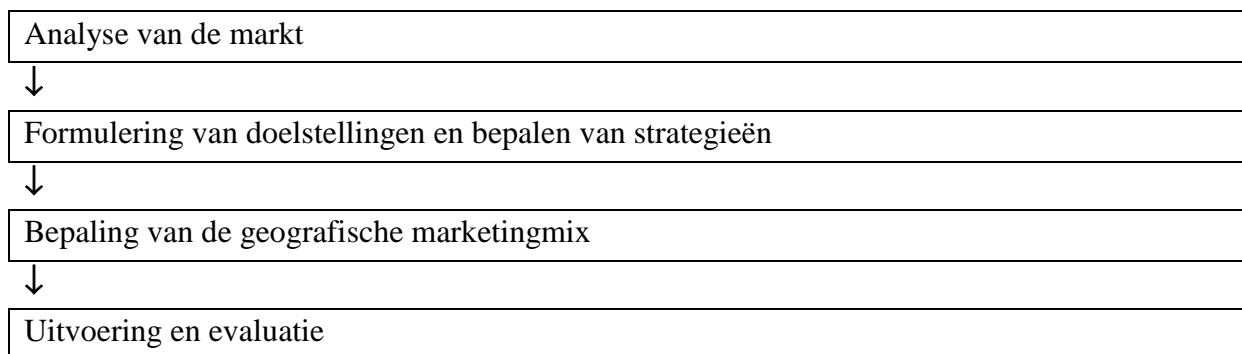 Analyse van de markt
↓
Formulering van doelstellingen en bepalen van strategieën
↓
Bepaling van de geografische marketingmix
↓
Uitvoering en evaluatie